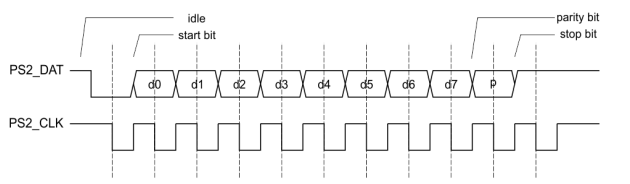 idle
parity bit
start bit
stop bit
PS2_DAT
d0 d1 d2 d3 d4 d5 d6 d7 P
PS2_CLK